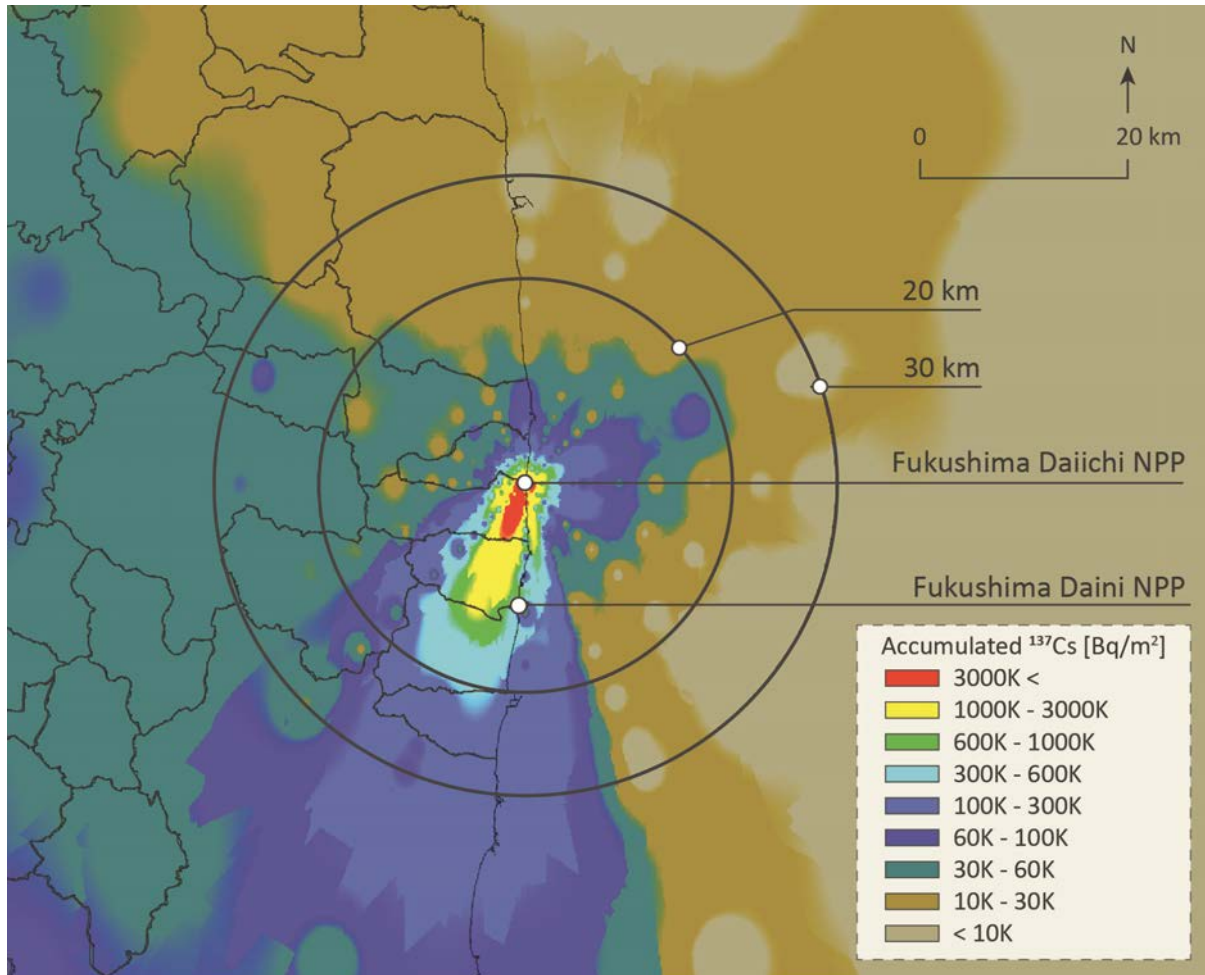 N
0 20 km
20 km
30 km
Fukushima Daiichi NPP
Fukushima Daini NPP
Accumulated ¹³⁷Cs [Bq/m²]
3000K <
1000K - 3000K
600K - 1000K
300K - 600K
100K - 300K
60K - 100K
30K - 60K
10K - 30K
< 10K